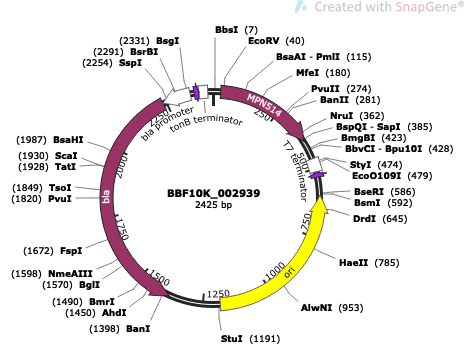 Created with SnapGene®
(2331) BsgI
(2291) BsrBI
(2254) SspI
BbsI (7)
EcoRV (40)
BsaAI - PmlI (115)
MfeI (180)
PvuII (274)
BanII (281)
NruI (362)
BspQI - SapI (385)
BmgBI (423)
BbvCI - Bpu10I (428)
StyI (474)
EcoO109I (479)
BseRI (586)
BsmI (592)
DrdI (645)
HaeII (785)
AlwNI (953)
StuI (1191)
(1398) BanI
(1450) AhdI
(1490) BmrI
(1570) BglI
(1598) NmeAIII
(1672) FspI
(1820) PvuI
(1849) TsoI
(1928) TatI
(1930) ScaI
(1987) BsaHI
MPN514
T7 terminator
ori
bla
bla promoter
tonB terminator
250
500
750
1000
1250
1500
1750
2000
2250
BBF10K_002939
2425 bp